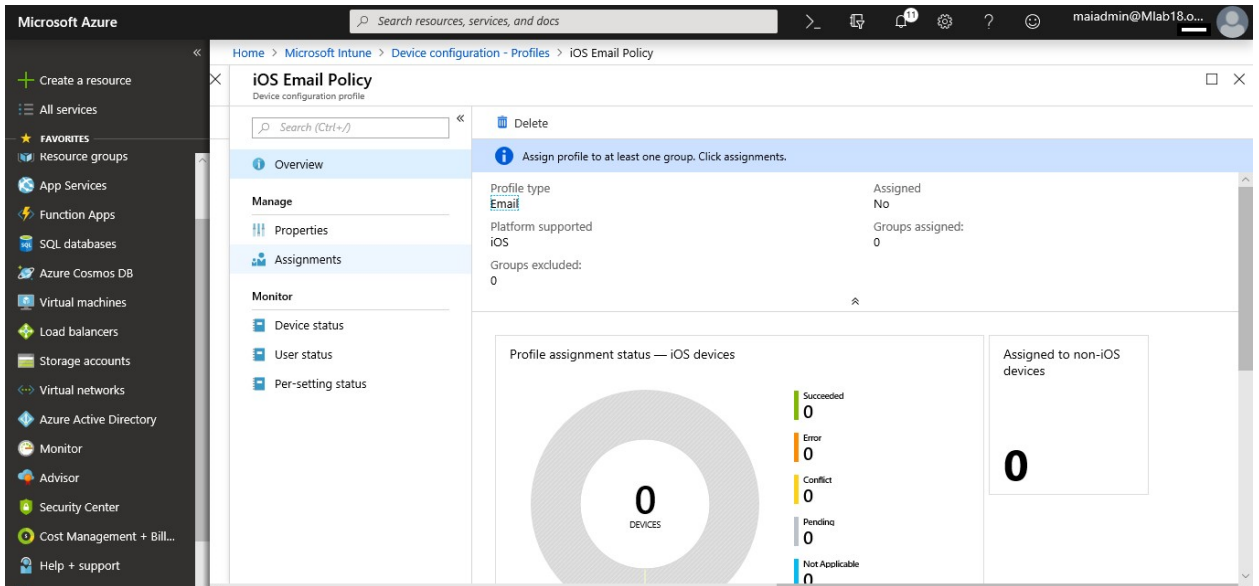 Microsoft Azure
Search resources, services, and docs
>_
11
?
maiadmin@Mlab18.o...
«
Home > Microsoft Intune > Device configuration - Profiles > iOS Email Policy
Create a resource
All services
FAVORITES
Resource groups
App Services
Function Apps
SQL databases
Azure Cosmos DB
Virtual machines
Load balancers
Storage accounts
Virtual networks
Azure Active Directory
Monitor
Advisor
Security Center
Cost Management + Bill...
Help + support
iOS Email Policy
Device configuration profile
Search (Ctrl+/)
«
Overview
Manage
Properties
Assignments
Monitor
Device status
User status
Per-setting status
Delete
Assign profile to at least one group. Click assignments.
Profile type
Email
Platform supported
iOS
Groups excluded:
0
Assigned
No
Groups assigned:
0
Profile assignment status — iOS devices
0
DEVICES
Succeeded
0
Error
0
Conflict
0
Pending
0
Not Applicable
0
Assigned to non-iOS
devices
0